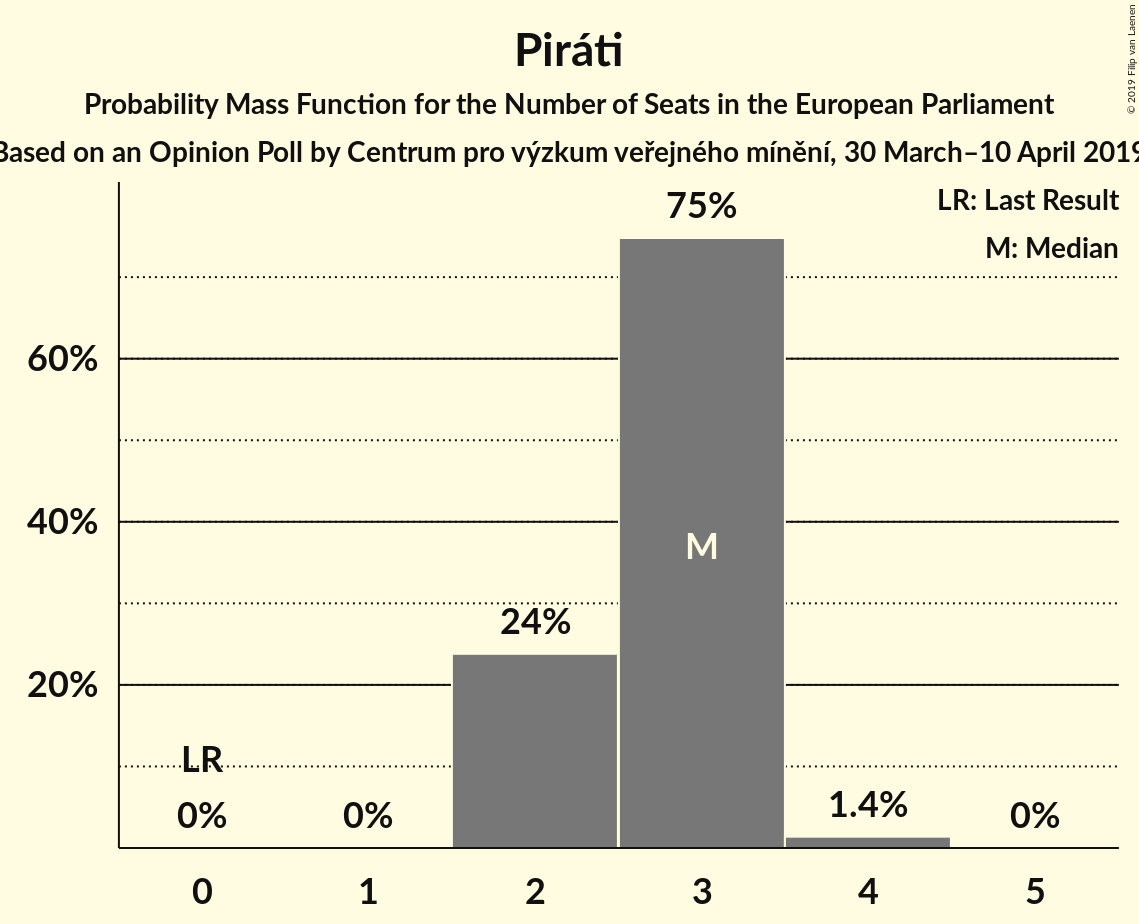 Piráti
Probability Mass Function for the Number of Seats in the European Parliament
Based on an Opinion Poll by Centrum pro výzkum veřejného mínění, 30 March–10 April 2019
© 2019 Filip van Laenen
LR: Last Result
M: Median
75%
60%
40%
M
24%
20%
LR
0%
0%
1.4%
0%
0
1
2
3
4
5